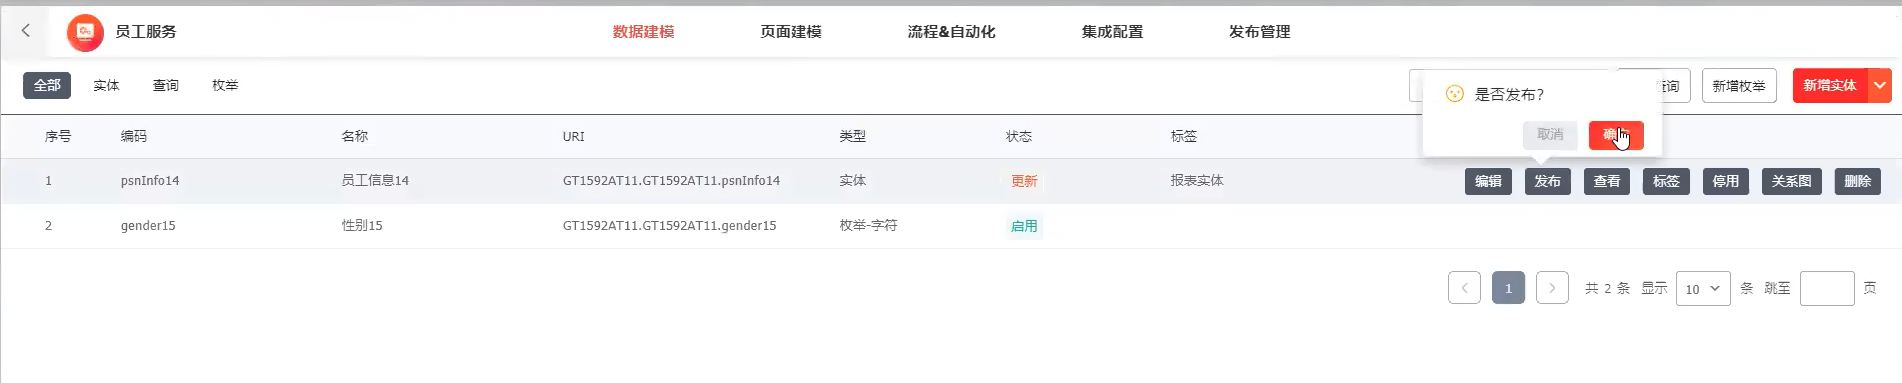 员工服务 数据建模 页面建模 流程&自动化 集成配置 发布管理
全部 实体 查询 枚举 新增枚举 新增实体
是否发布?
取消
序号 编码 名称 URI 类型 状态 标签
1 psnInfo14 员工信息14 GT1592AT11.GT1592AT11.psnInfo14 实体 更新 报表实体 编辑 发布 查看 标签 停用 关系图 删除
2 gender15 性别15 GT1592AT11.GT1592AT11.gender15 枚举-字符 启用
1 共 2 条 显示 10 条 跳至 页